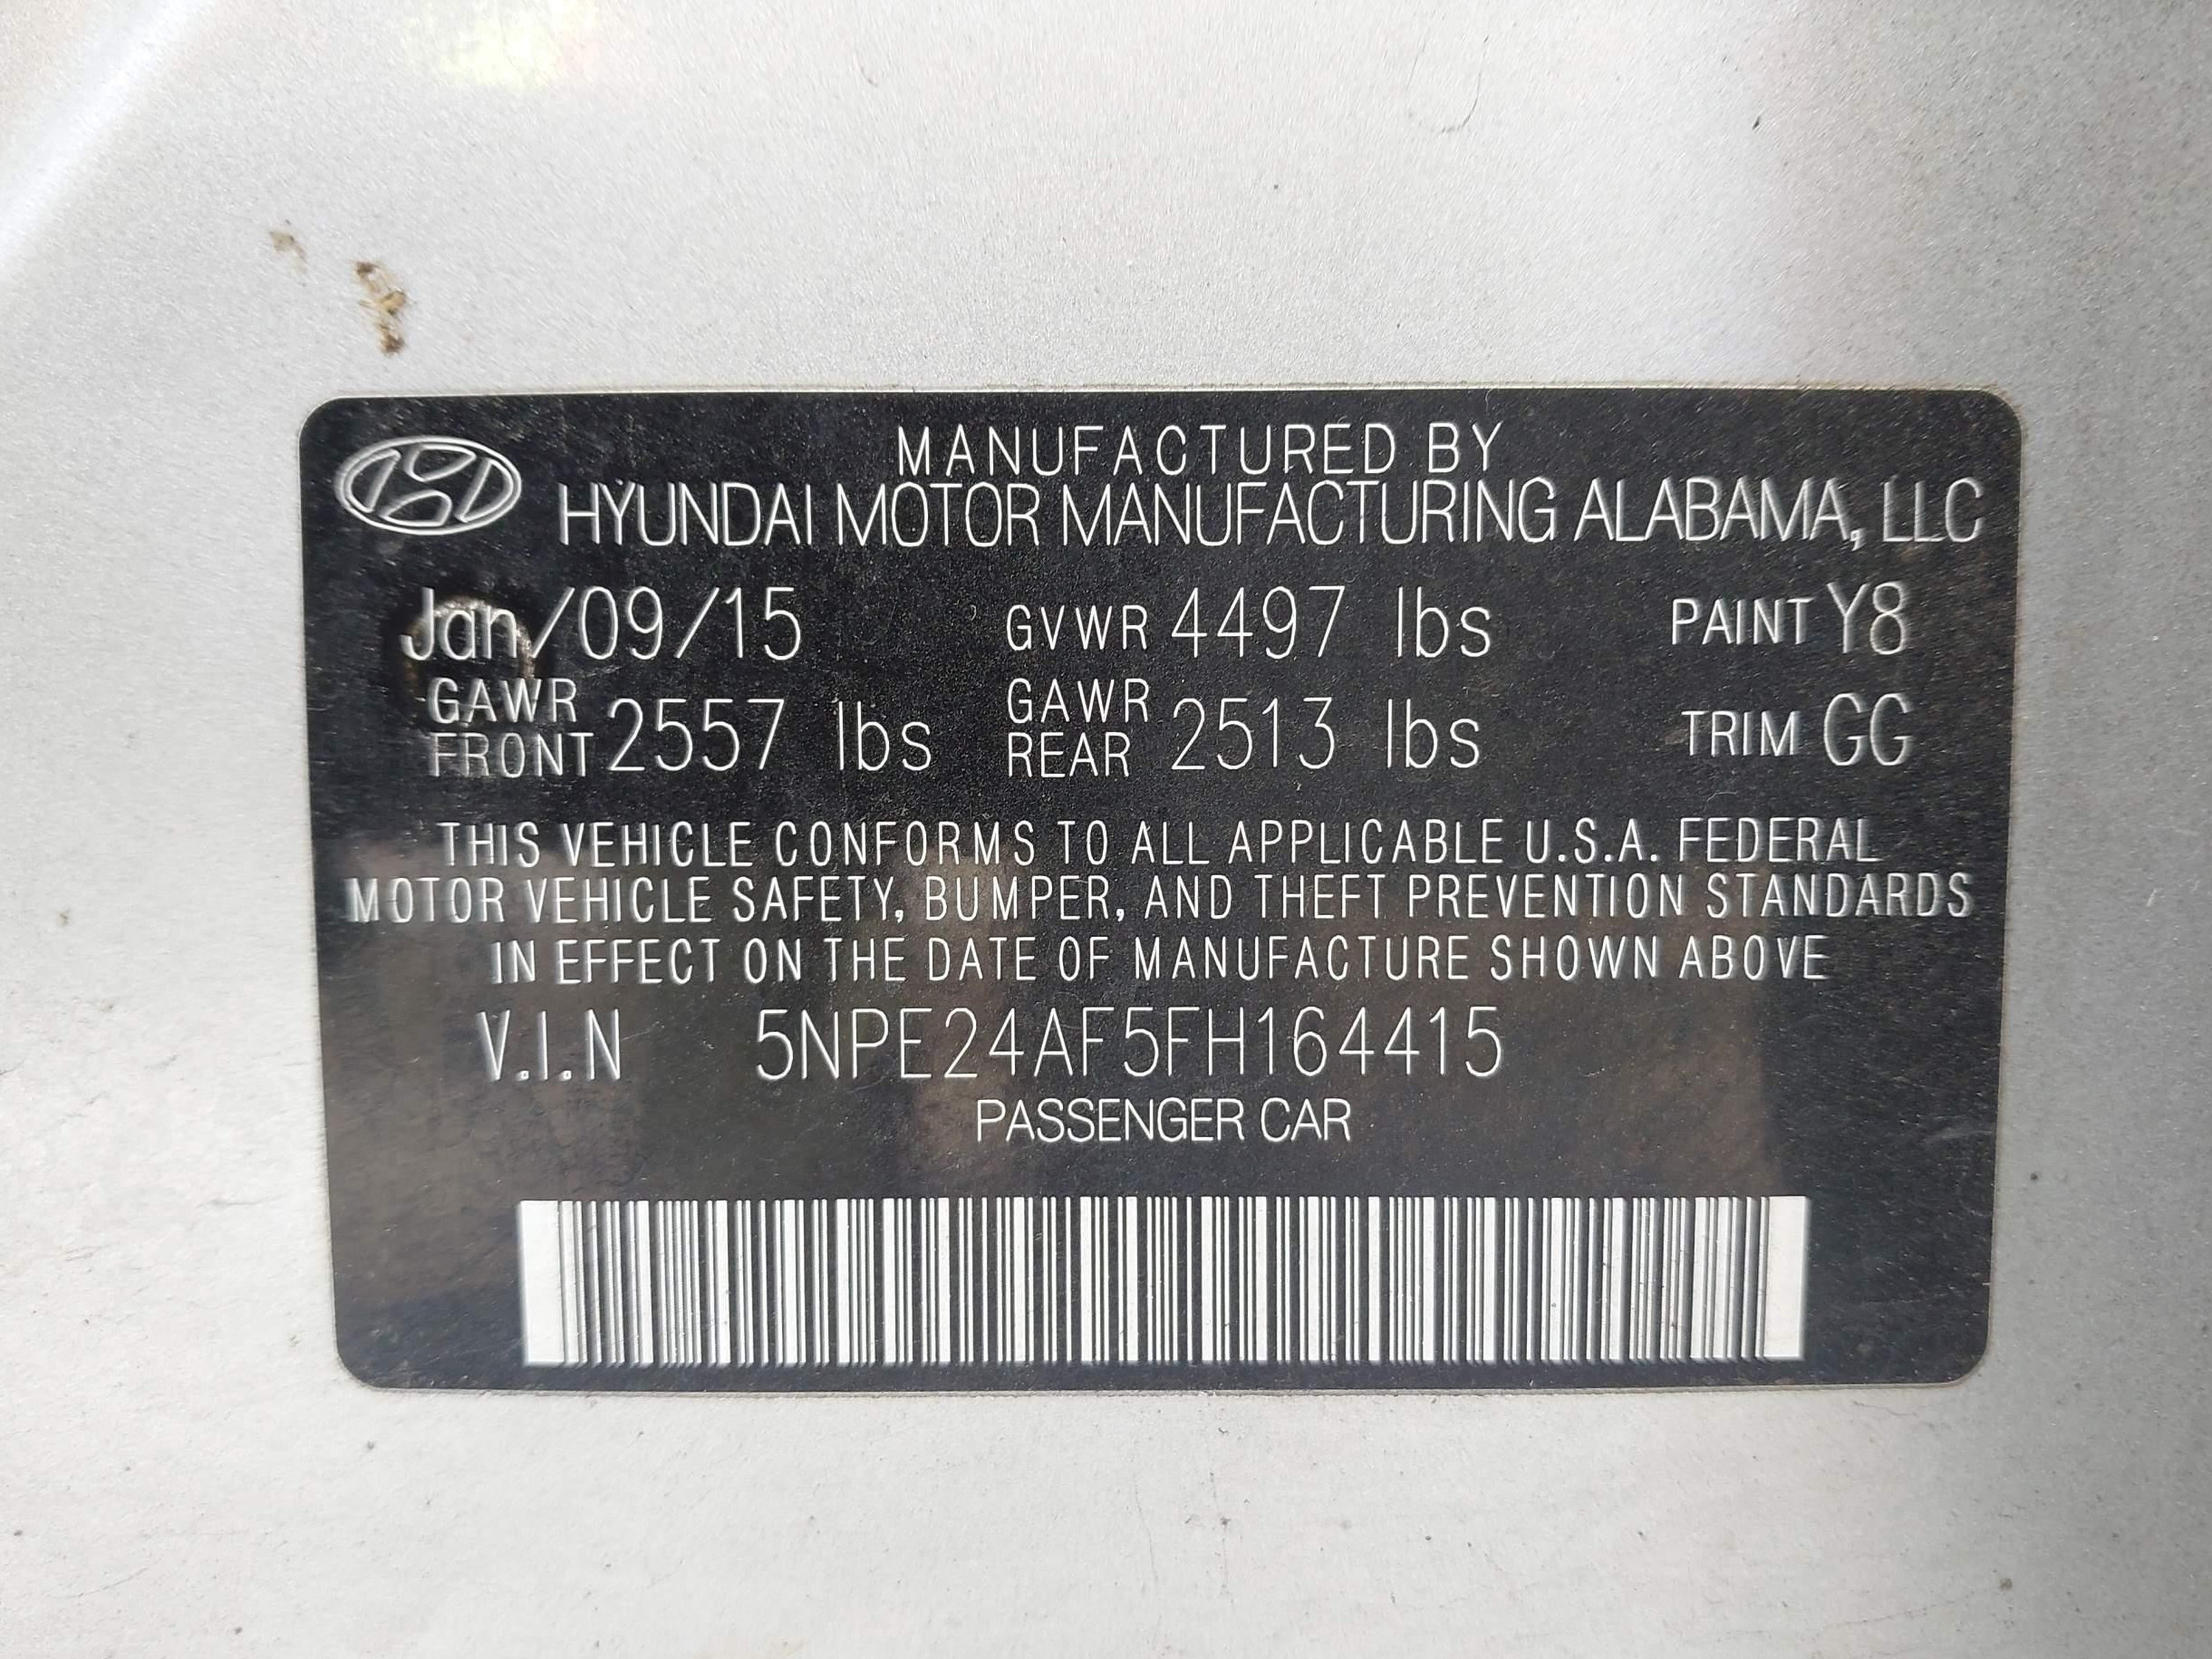 MANUFACTURED BY
HYUNDAI MOTOR MANUFACTURING ALABAMA, LLC
Jan/09/15 GVWR 4497 lbs PAINT Y8
GAWR FRONT 2557 lbs GAWR REAR 2513 lbs TRIM GG
THIS VEHICLE CONFORMS TO ALL APPLICABLE U.S.A. FEDERAL
MOTOR VEHICLE SAFETY, BUMPER, AND THEFT PREVENTION STANDARDS
IN EFFECT ON THE DATE OF MANUFACTURE SHOWN ABOVE
V.I.N 5NPE24AF5FH164415
PASSENGER CAR